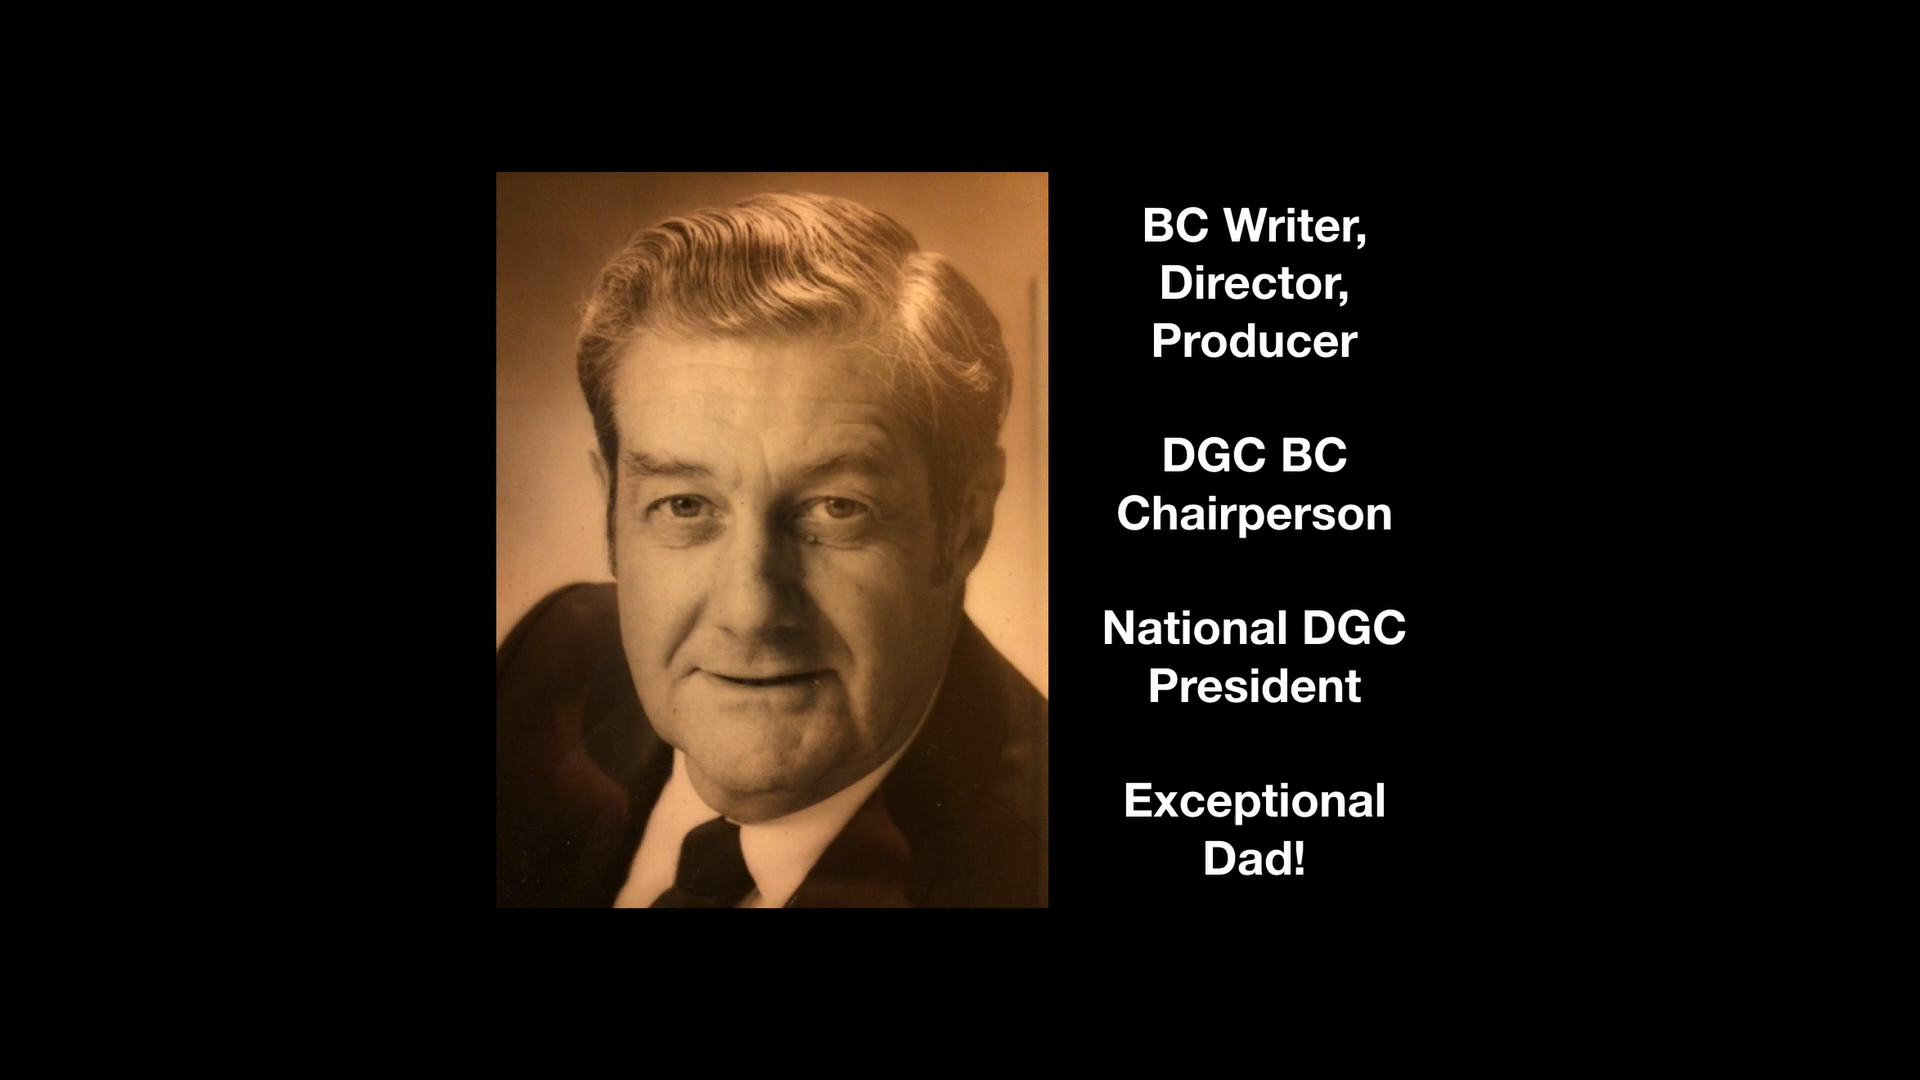 BC Writer,
Director,
Producer
DGC BC
Chairperson
National DGC
President
Exceptional
Dad!